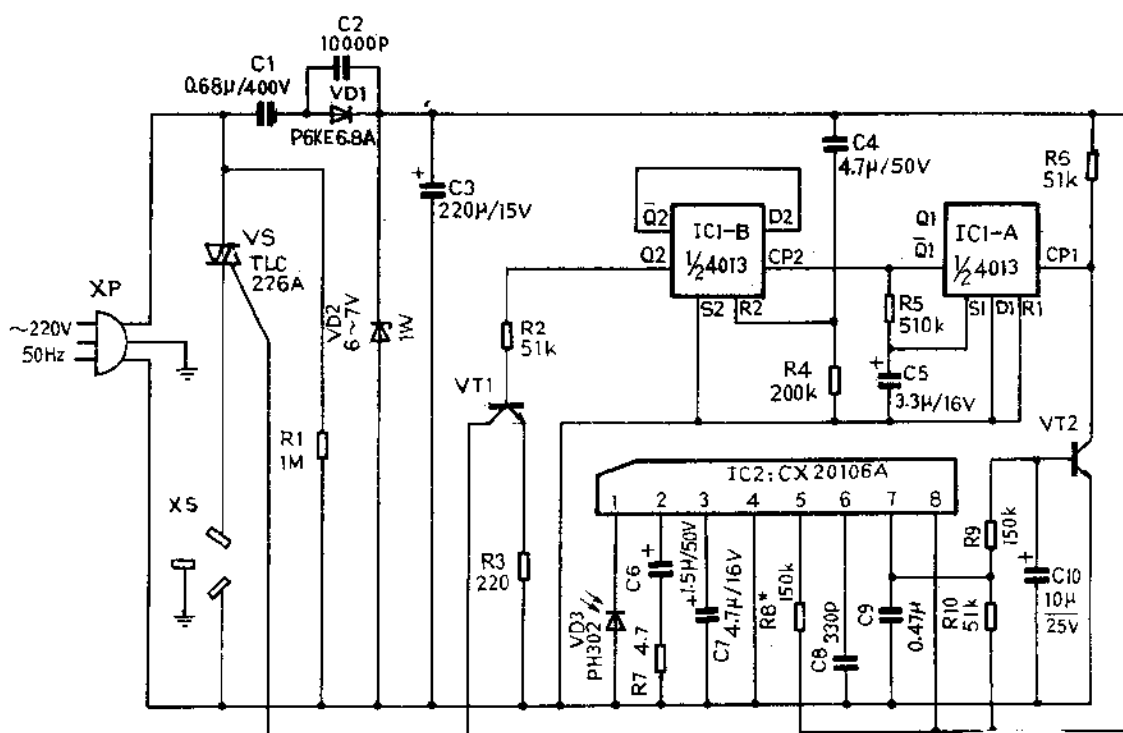 C2
10000P
C1
0.68μ/400V
VD1
P6KE6.8A
C3
220μ/15V
+
C4
4.7μ/50V
R6
51k
Q̅2
D2
IC1-B
Q2
½4013
CP2
S2
R2
Q1
IC1-A
Q̅1
½4013
CP1
S1
D1
R1
VS
TLC
226A
XP
~220V
50Hz
VD2
6~7V
1W
R2
51k
R5
510k
R4
200k
+
C5
3.3μ/16V
VT1
VT2
R1
1M
IC2:CX20106A
1 2 3 4 5 6 7 8
XS
R3
220
VD3
PH302
C6
+
1.5μ/50V
R7
4.7
C7
+
4.7μ/16V
R8*
150k
C8
330p
C9
0.47μ
R9
150k
R10
51k
+
C10
10μ
25V